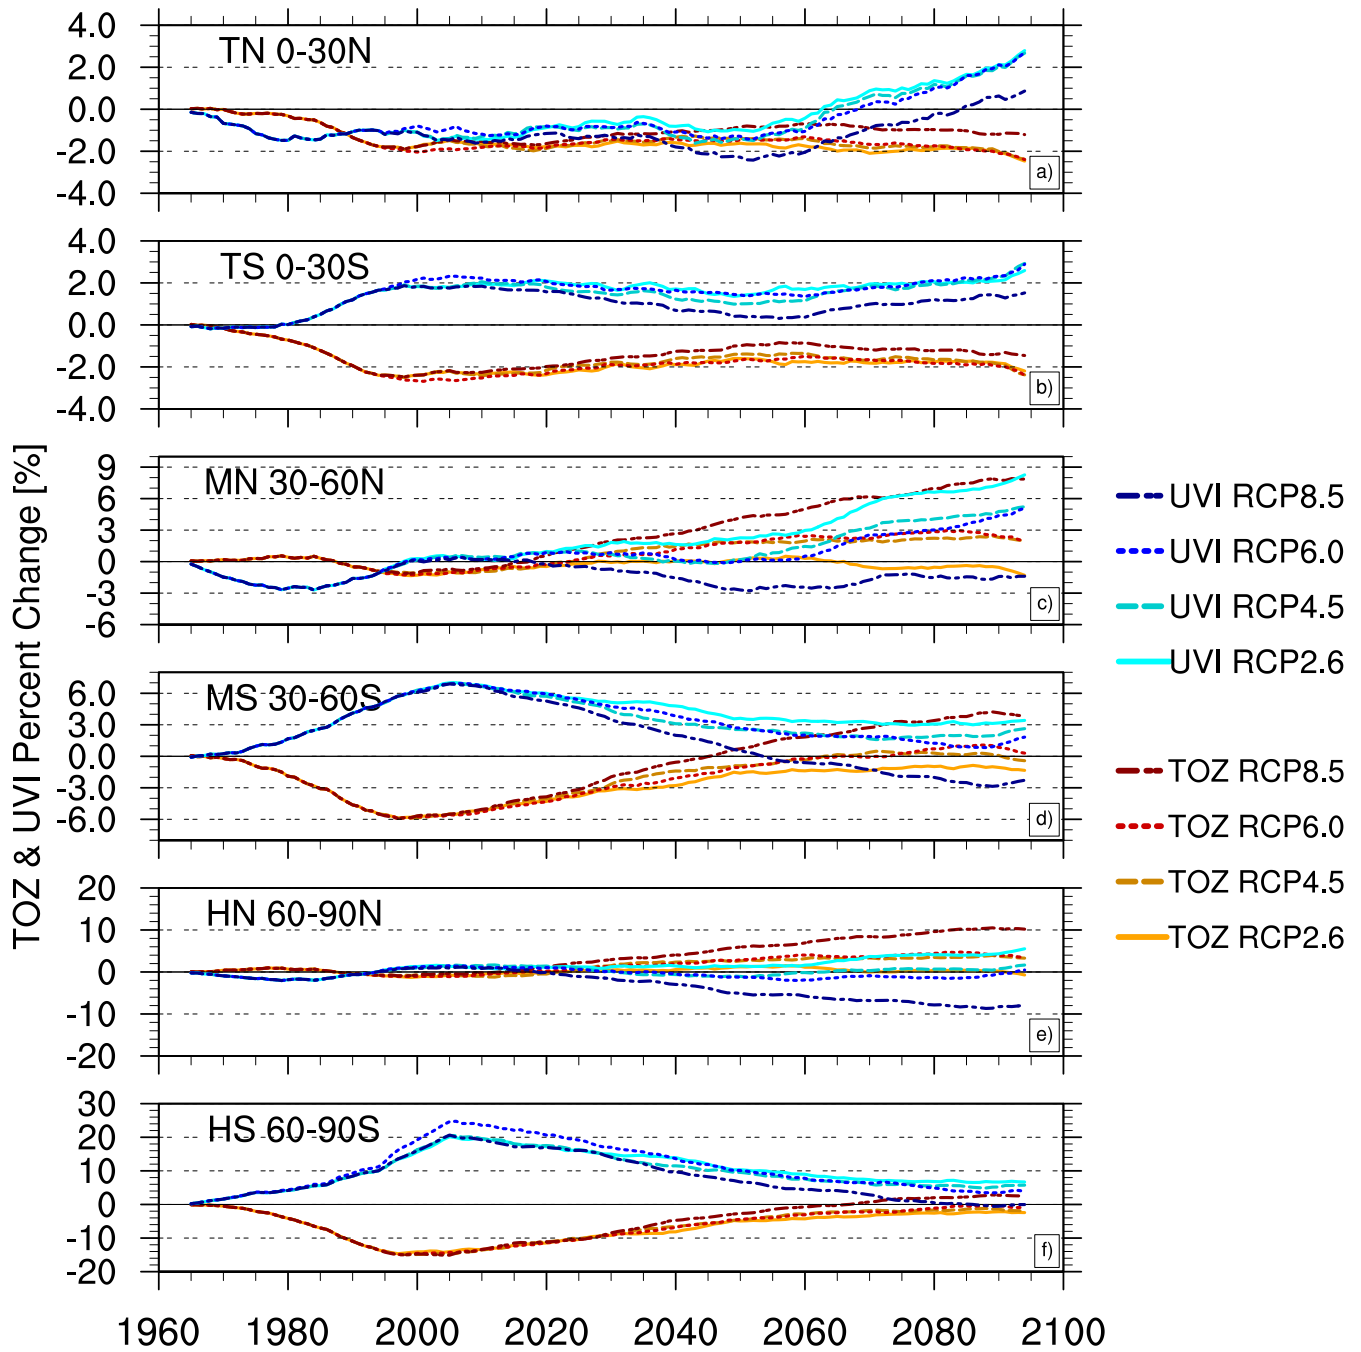 TOZ & UVI Percent Change [%]
4.0
2.0
0.0
-2.0
-4.0
TN 0-30N
a)
4.0
2.0
0.0
-2.0
-4.0
TS 0-30S
b)
9
6
3
0
-3
-6
MN 30-60N
c)
6.0
3.0
0.0
-3.0
-6.0
MS 30-60S
d)
20
10
0
-10
-20
HN 60-90N
e)
30
20
10
0
-10
-20
HS 60-90S
f)
1960 1980 2000 2020 2040 2060 2080 2100
UVI RCP8.5
UVI RCP6.0
UVI RCP4.5
UVI RCP2.6
TOZ RCP8.5
TOZ RCP6.0
TOZ RCP4.5
TOZ RCP2.6